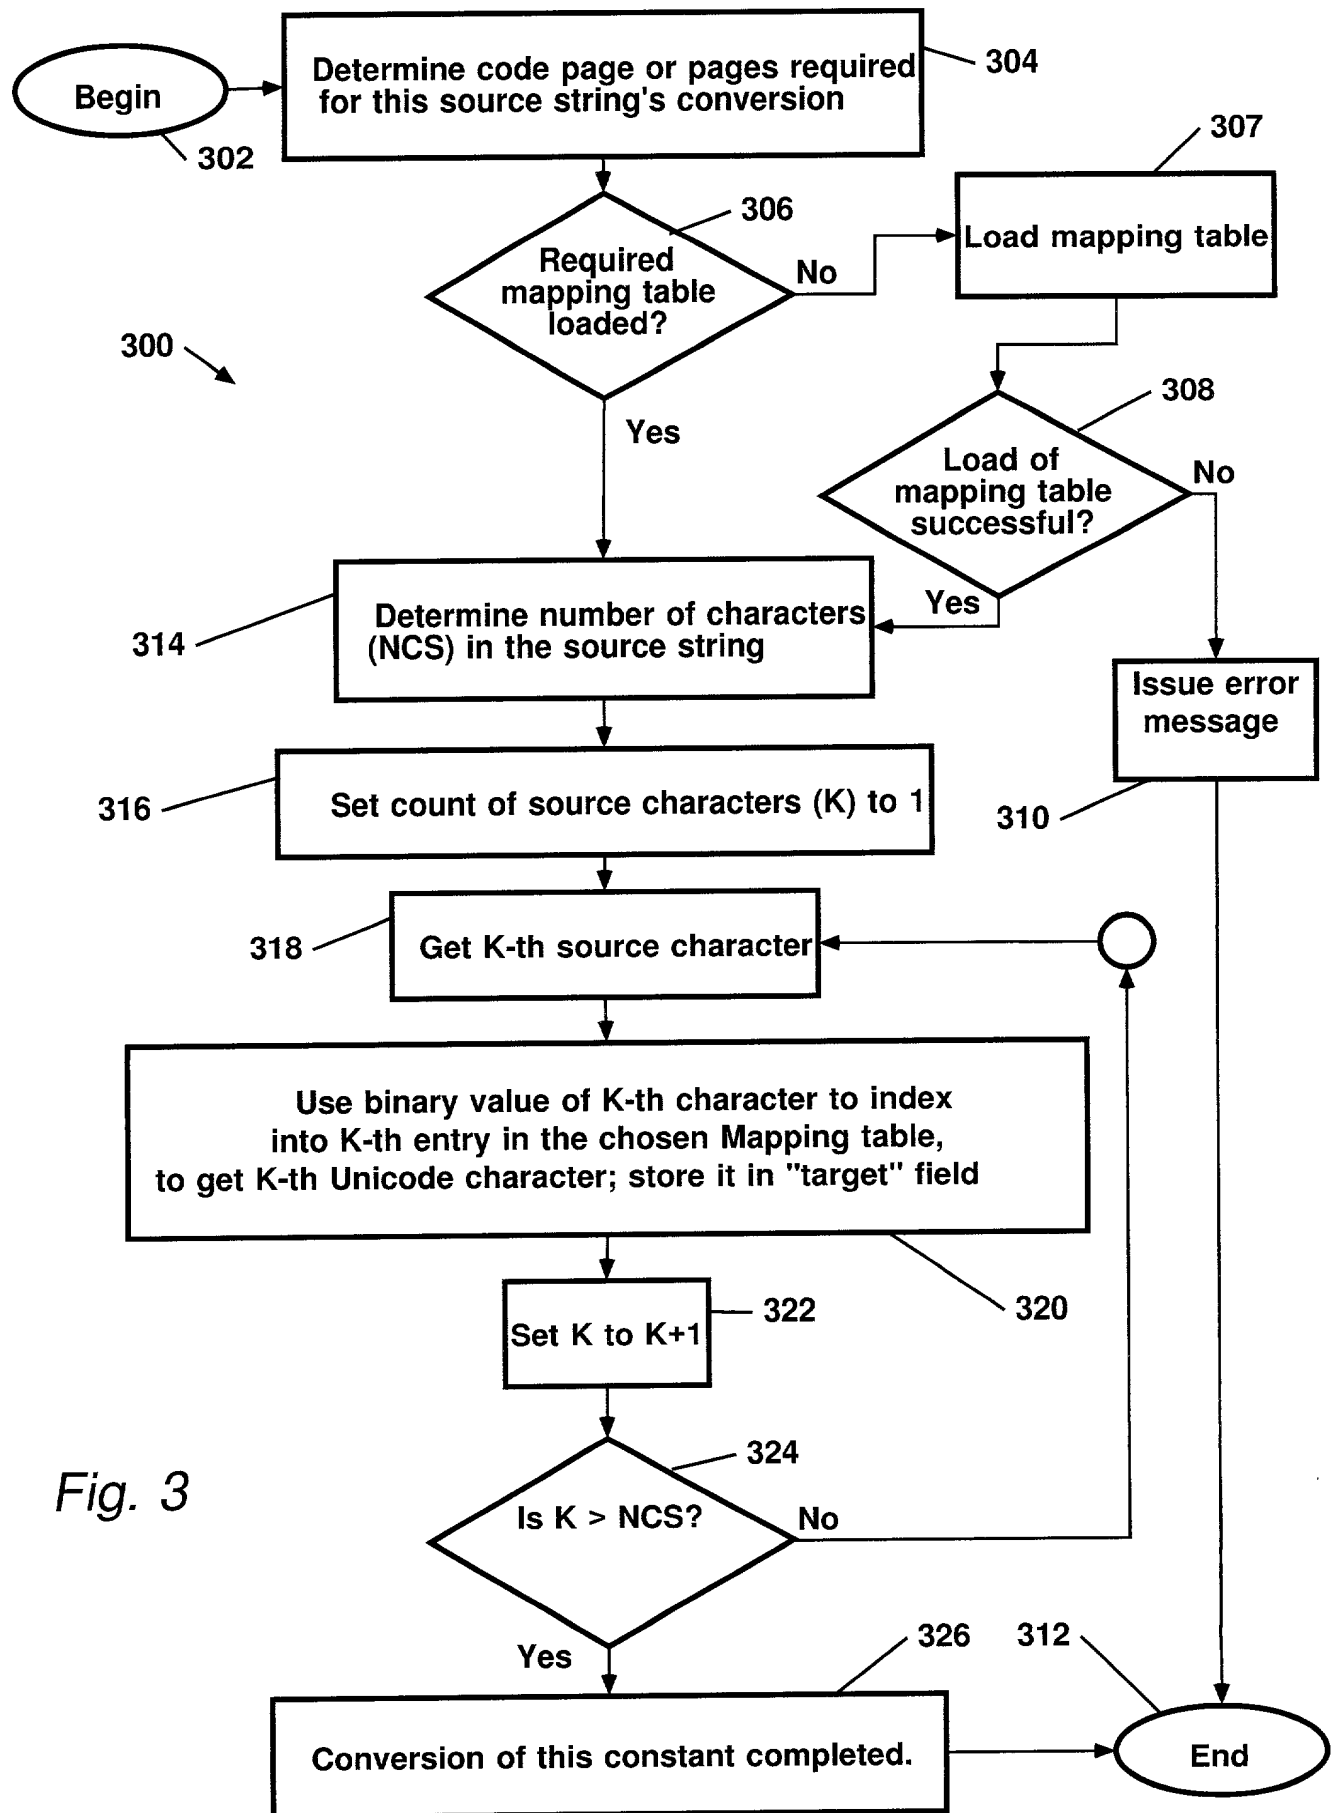 Begin
302
Determine code page or pages required
for this source string's conversion
304
306
Required
mapping table
loaded?
No
Yes
307
Load mapping table
300
308
Load of
mapping table
successful?
No
Yes
314
Determine number of characters
(NCS) in the source string
Issue error
message
310
316
Set count of source characters (K) to 1
318
Get K-th source character
Use binary value of K-th character to index
into K-th entry in the chosen Mapping table,
to get K-th Unicode character; store it in "target" field
320
322
Set K to K+1
324
Is K > NCS?
No
Yes
Fig. 3
326
312
Conversion of this constant completed.
End